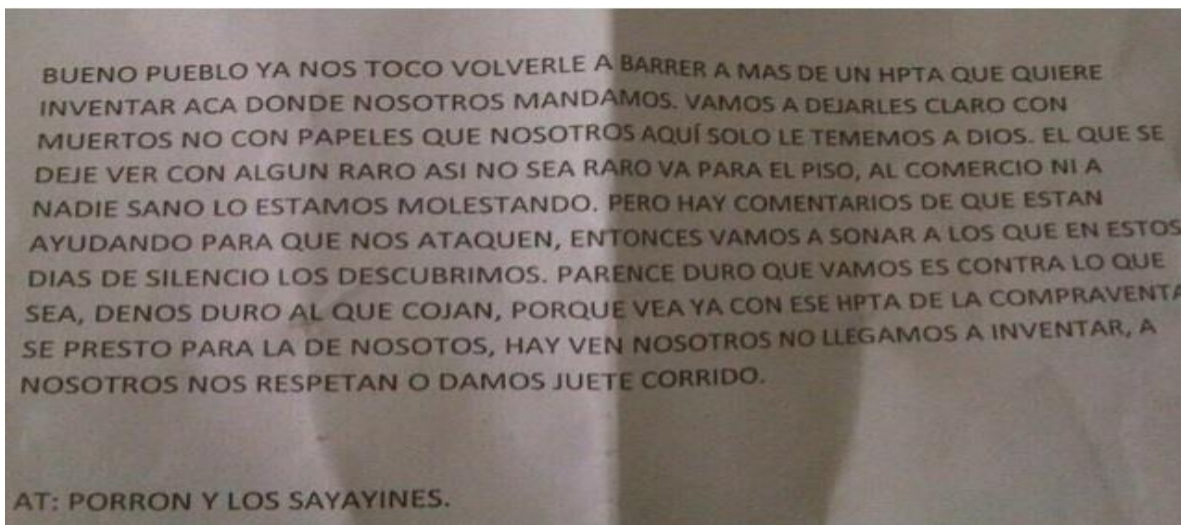 BUENO PUEBLO YA NOS TOCO VOLVERLE A BARRER A MAS DE UN HPTA QUE QUIERE
INVENTAR ACA DONDE NOSOTROS MANDAMOS. VAMOS A DEJARLES CLARO CON
MUERTOS NO CON PAPELES QUE NOSOTROS AQUÍ SOLO LE TEMEMOS A DIOS. EL QUE SE
DEJE VER CON ALGUN RARO ASI NO SEA RARO VA PARA EL PISO, AL COMERCIO NI A
NADIE SANO LO ESTAMOS MOLESTANDO. PERO HAY COMENTARIOS DE QUE ESTAN
AYUDANDO PARA QUE NOS ATAQUEN, ENTONCES VAMOS A SONAR A LOS QUE EN ESTOS
DIAS DE SILENCIO LOS DESCUBRIMOS. PARENCE DURO QUE VAMOS ES CONTRA LO QUE
SEA, DENOS DURO AL QUE COJAN, PORQUE VEA YA CON ESE HPTA DE LA COMPRAVENTA
SE PRESTO PARA LA DE NOSOTOS, HAY VEN NOSOTROS NO LLEGAMOS A INVENTAR, A
NOSOTROS NOS RESPETAN O DAMOS JUETE CORRIDO.
AT: PORRON Y LOS SAYAYINES.